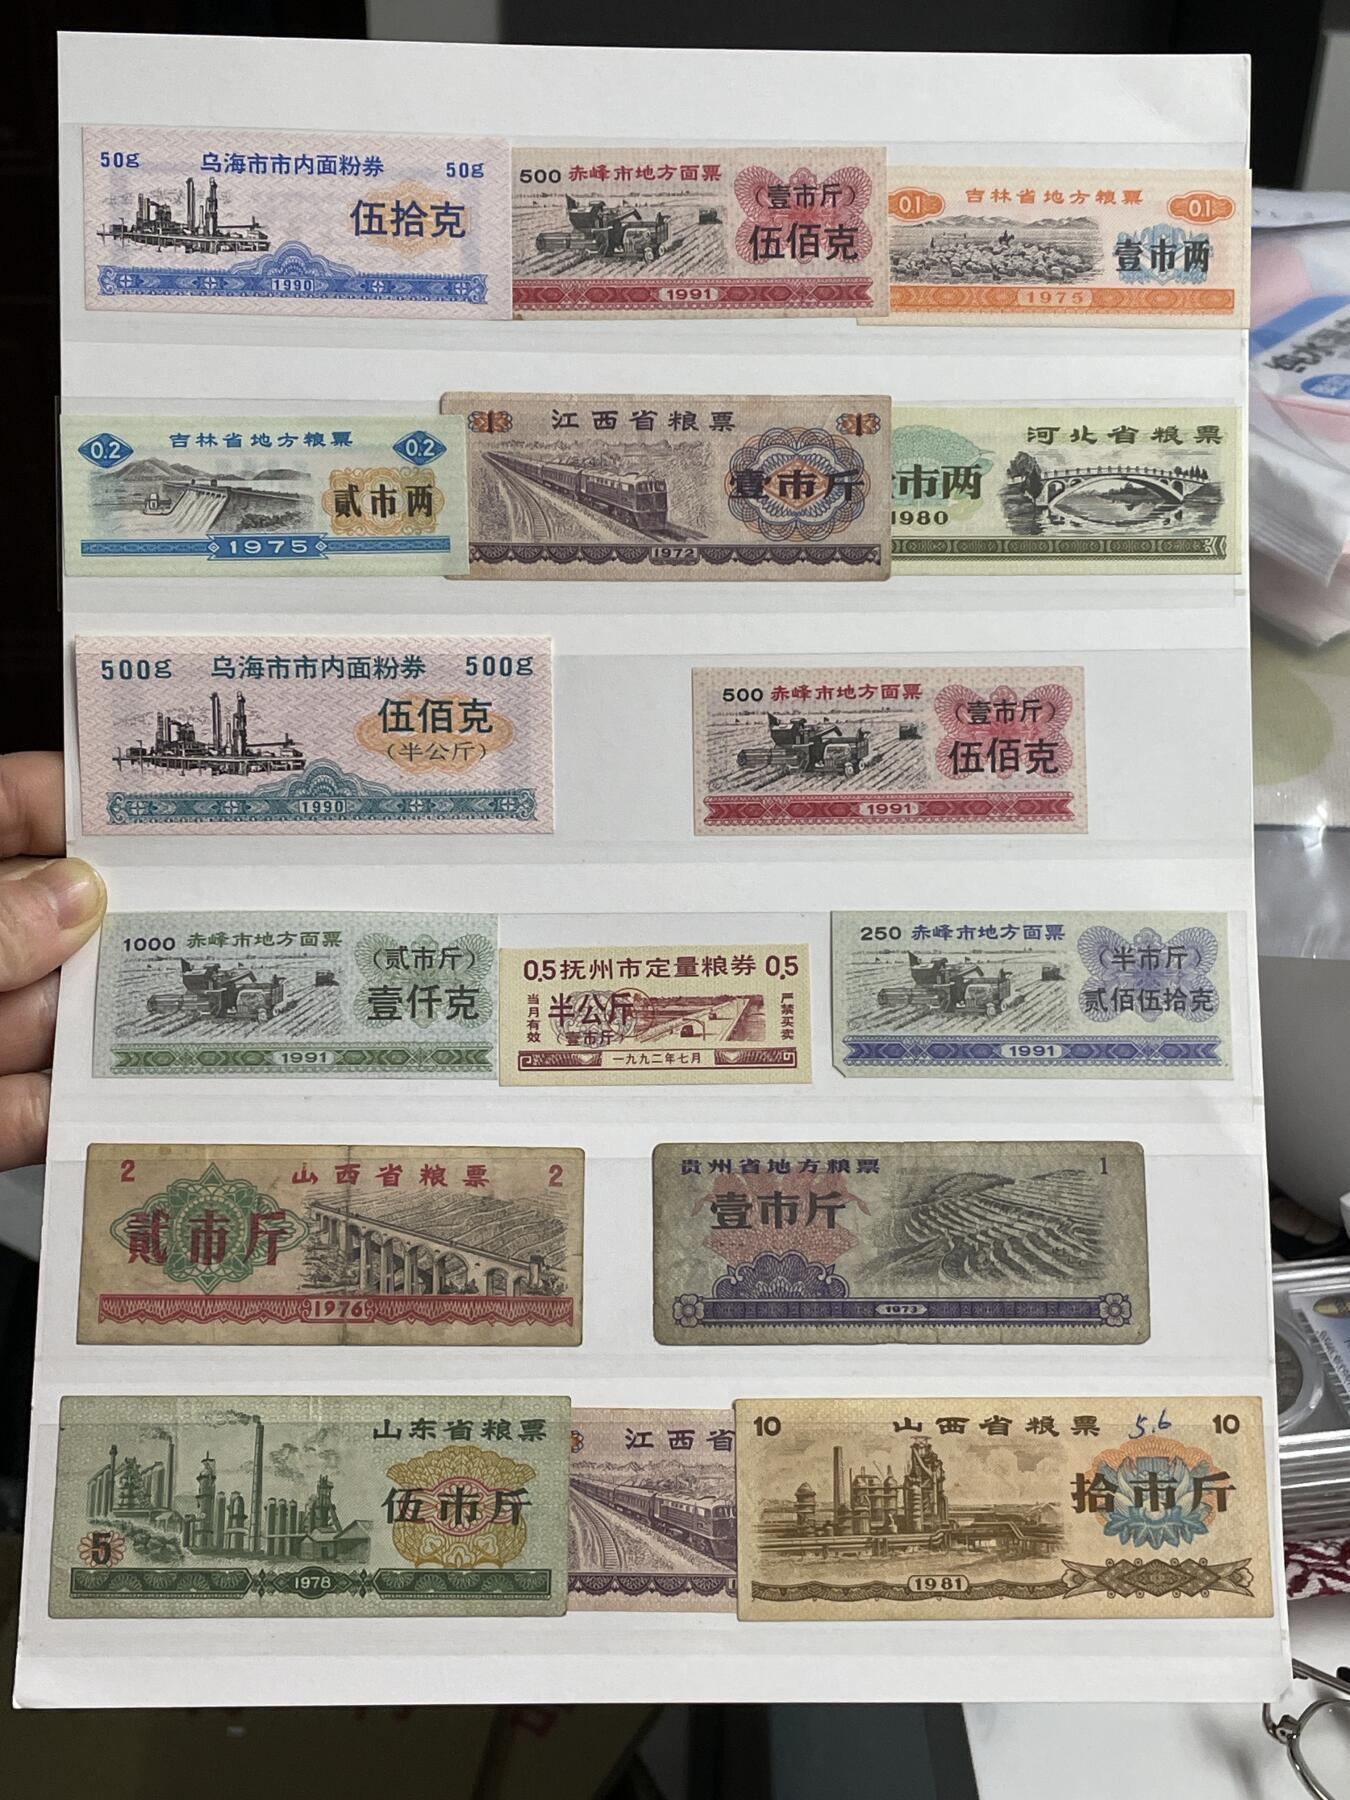 50g 乌海市市内面粉券 50g
伍拾克
1990
500 赤峰市地方面票
（壹市斤）
伍佰克
1991
0.1 吉林省地方粮票 0.1
壹市两
1975
0.2 吉林省地方粮票 0.2
贰市两
1975
1 江西省粮票 1
壹市斤
1972
河北省粮票
市两
1980
500g 乌海市市内面粉券 500g
伍佰克
（半公斤）
1990
500 赤峰市地方面票
（壹市斤）
伍佰克
1991
1000 赤峰市地方面票
（贰市斤）
壹仟克
1991
0.5 抚州市定量粮券 0.5
当月有效
半公斤
（壹市斤）
严禁买卖
一九九二年七月
250 赤峰市地方面票
（半市斤）
贰佰伍拾克
1991
2 山西省粮票 2
贰市斤
1976
贵州省地方粮票 1
壹市斤
1973
山东省粮票
伍市斤
5
1978
江西省
10 山西省粮票 5.6 10
拾市斤
1981